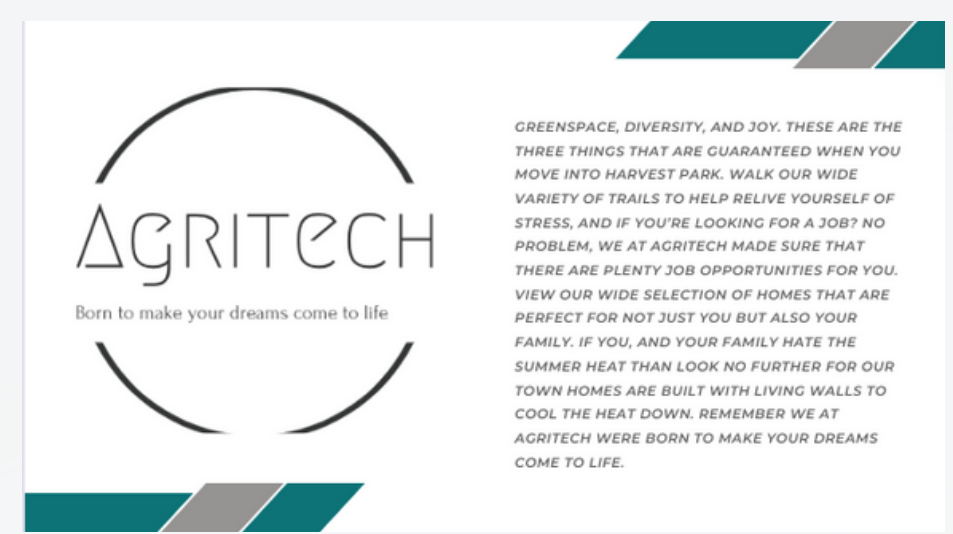 AGRITECH
Born to make your dreams come to life
GREENSPACE, DIVERSITY, AND JOY. THESE ARE THE
THREE THINGS THAT ARE GUARANTEED WHEN YOU
MOVE INTO HARVEST PARK. WALK OUR WIDE
VARIETY OF TRAILS TO HELP RELIVE YOURSELF OF
STRESS, AND IF YOU'RE LOOKING FOR A JOB? NO
PROBLEM, WE AT AGRITECH MADE SURE THAT
THERE ARE PLENTY JOB OPPORTUNITIES FOR YOU.
VIEW OUR WIDE SELECTION OF HOMES THAT ARE
PERFECT FOR NOT JUST YOU BUT ALSO YOUR
FAMILY. IF YOU, AND YOUR FAMILY HATE THE
SUMMER HEAT THAN LOOK NO FURTHER FOR OUR
TOWN HOMES ARE BUILT WITH LIVING WALLS TO
COOL THE HEAT DOWN. REMEMBER WE AT
AGRITECH WERE BORN TO MAKE YOUR DREAMS
COME TO LIFE.